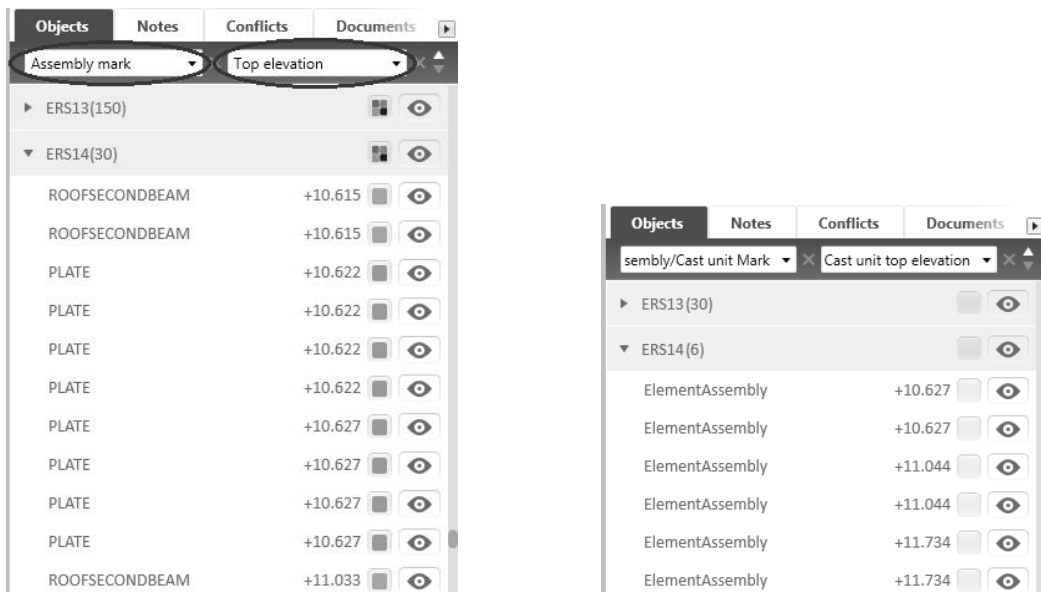 Objects Notes Conflicts Documents
Assembly mark Top elevation
ERS13(150)
ERS14(30)
ROOFSECONDBEAM +10.615
ROOFSECONDBEAM +10.615
PLATE +10.622
PLATE +10.622
PLATE +10.622
PLATE +10.622
PLATE +10.627
PLATE +10.627
PLATE +10.627
PLATE +10.627
ROOFSECONDBEAM +11.033
Objects Notes Conflicts Documents
sembly/Cast unit Mark Cast unit top elevation
ERS13(30)
ERS14(6)
ElementAssembly +10.627
ElementAssembly +10.627
ElementAssembly +11.044
ElementAssembly +11.044
ElementAssembly +11.734
ElementAssembly +11.734